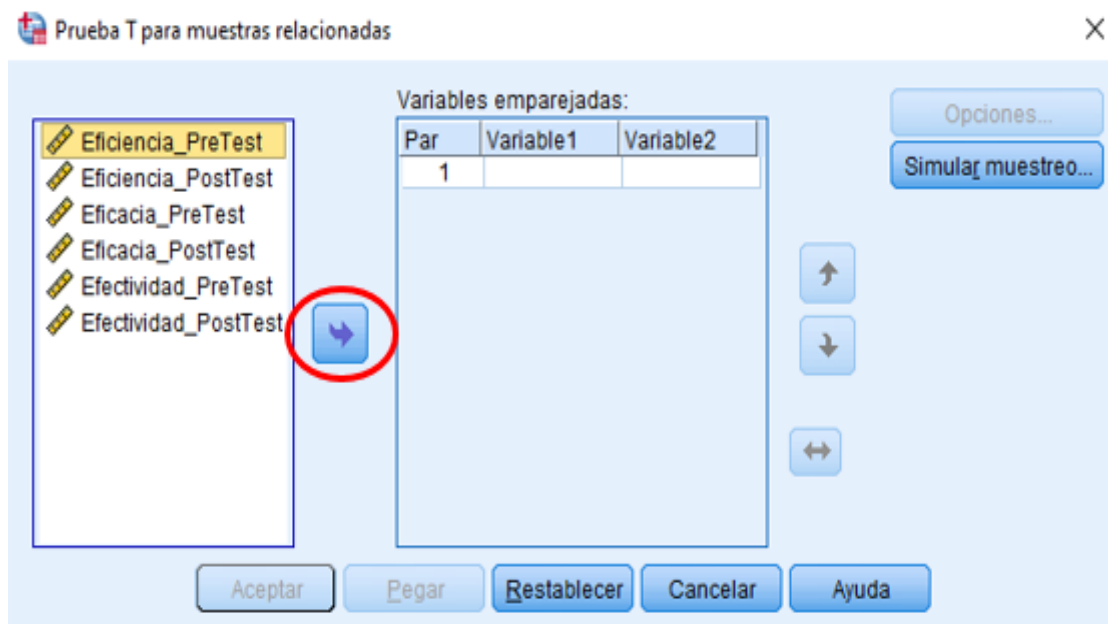 Prueba T para muestras relacionadas
Variables emparejadas:
Eficiencia_PreTest
Eficiencia_PostTest
Eficacia_PreTest
Eficacia_PostTest
Efectividad_PreTest
Efectividad_PostTest
Par Variable1 Variable2
1
Opciones...
Simular muestreo...
Aceptar Pegar Restablecer Cancelar Ayuda